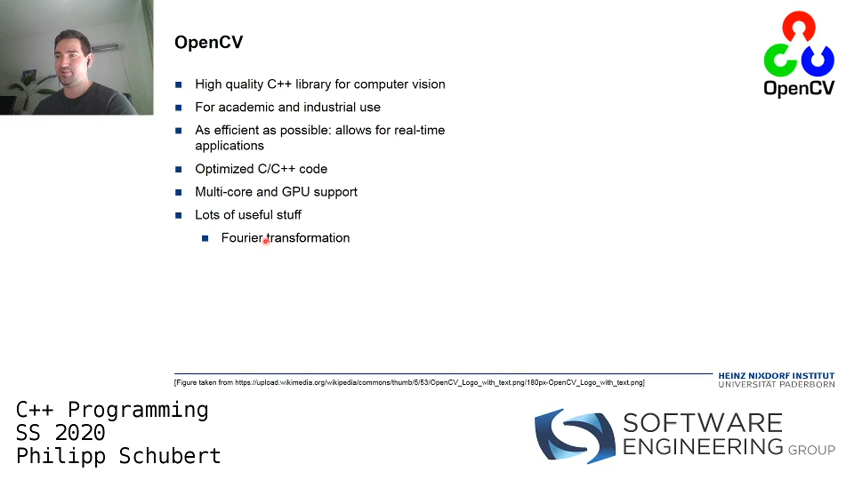 OpenCV
High quality C++ library for computer vision
For academic and industrial use
As efficient as possible: allows for real-time
applications
Optimized C/C++ code
Multi-core and GPU support
Lots of useful stuff
Fourier transformation
OpenCV
[Figure taken from https://upload.wikimedia.org/wikipedia/commons/thumb/5/53/OpenCV_Logo_with_text.png/180px-OpenCV_Logo_with_text.png]
HEINZ NIXDORF INSTITUT
UNIVERSITÄT PADERBORN
C++ Programming
SS 2020
Philipp Schubert
SOFTWARE
ENGINEERING GROUP